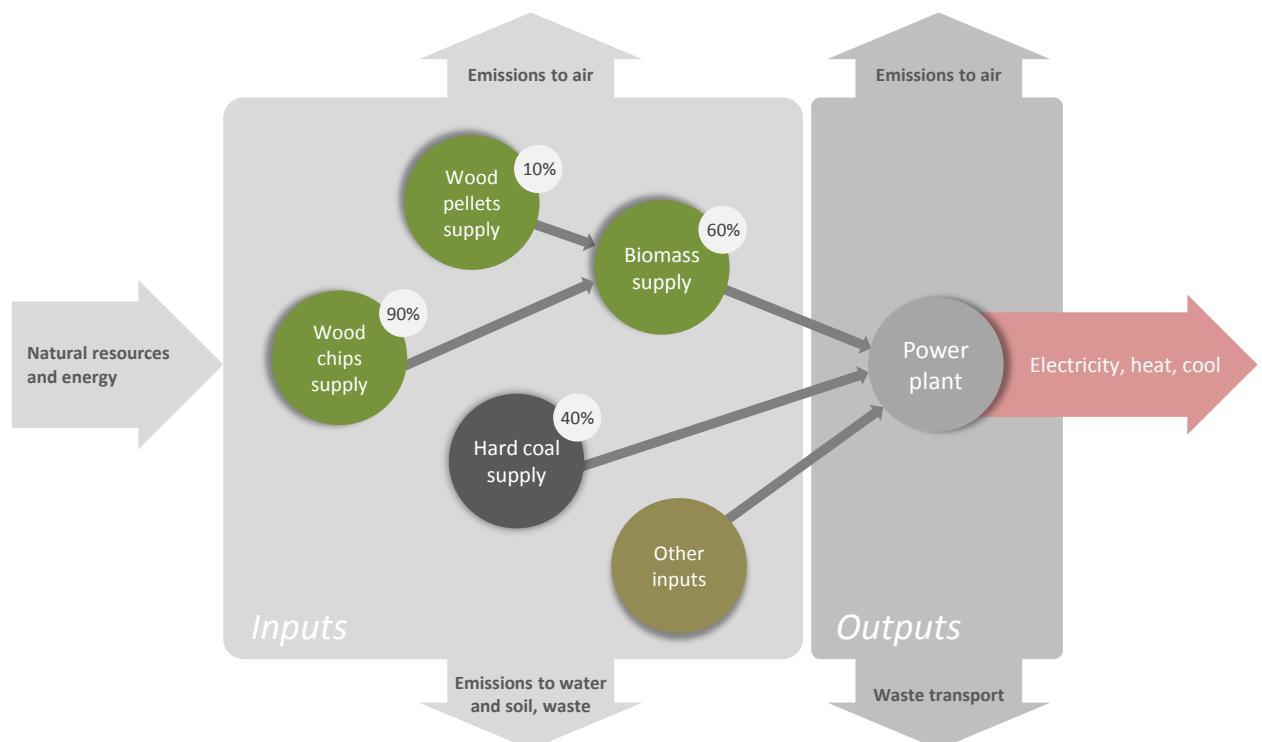 Emissions to air
Emissions to air
10%
Wood
pellets
supply
60%
Biomass
supply
90%
Wood
chips
supply
Natural resources
and energy
Power
plant
Electricity, heat, cool
40%
Hard coal
supply
Other
inputs
Inputs
Outputs
Emissions to water
and soil, waste
Waste transport